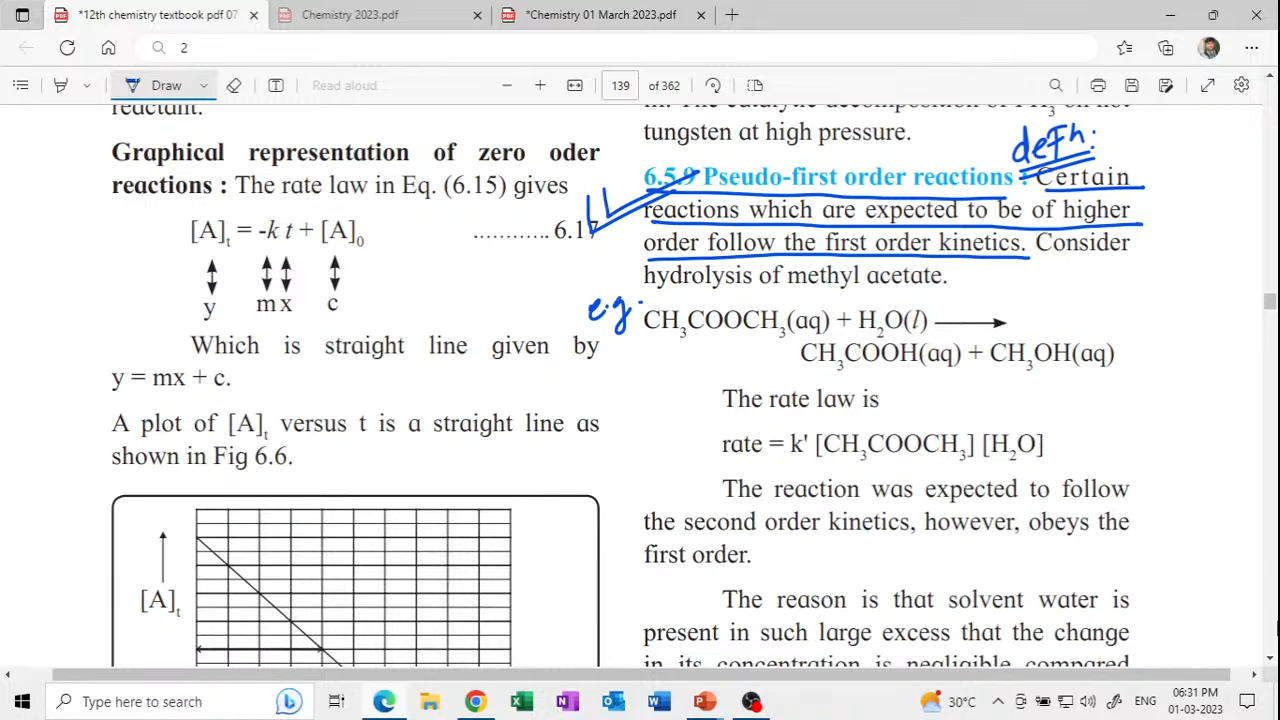 *12th chemistry textbook pdf 07
Chemistry 2023.pdf
*Chemistry 01 March 2023.pdf
2
Draw
Read aloud
139 of 362
reactant.
Graphical representation of zero oder
reactions : The rate law in Eq. (6.15) gives
[A]t = -k t + [A]0 ........... 6.17
y m x c
Which is straight line given by
y = mx + c.
A plot of [A]t versus t is a straight line as
shown in Fig 6.6.
[A]t
tungsten at high pressure.
defn:
6.5.9 Pseudo-first order reactions : Certain
reactions which are expected to be of higher
order follow the first order kinetics. Consider
hydrolysis of methyl acetate.
e.g.
CH3COOCH3(aq) + H2O(l) ⟶
CH3COOH(aq) + CH3OH(aq)
The rate law is
rate = k' [CH3COOCH3] [H2O]
The reaction was expected to follow
the second order kinetics, however, obeys the
first order.
The reason is that solvent water is
present in such large excess that the change
in its concentration is negligible compared
Type here to search
30°C
ENG
06:31 PM
01-03-2023